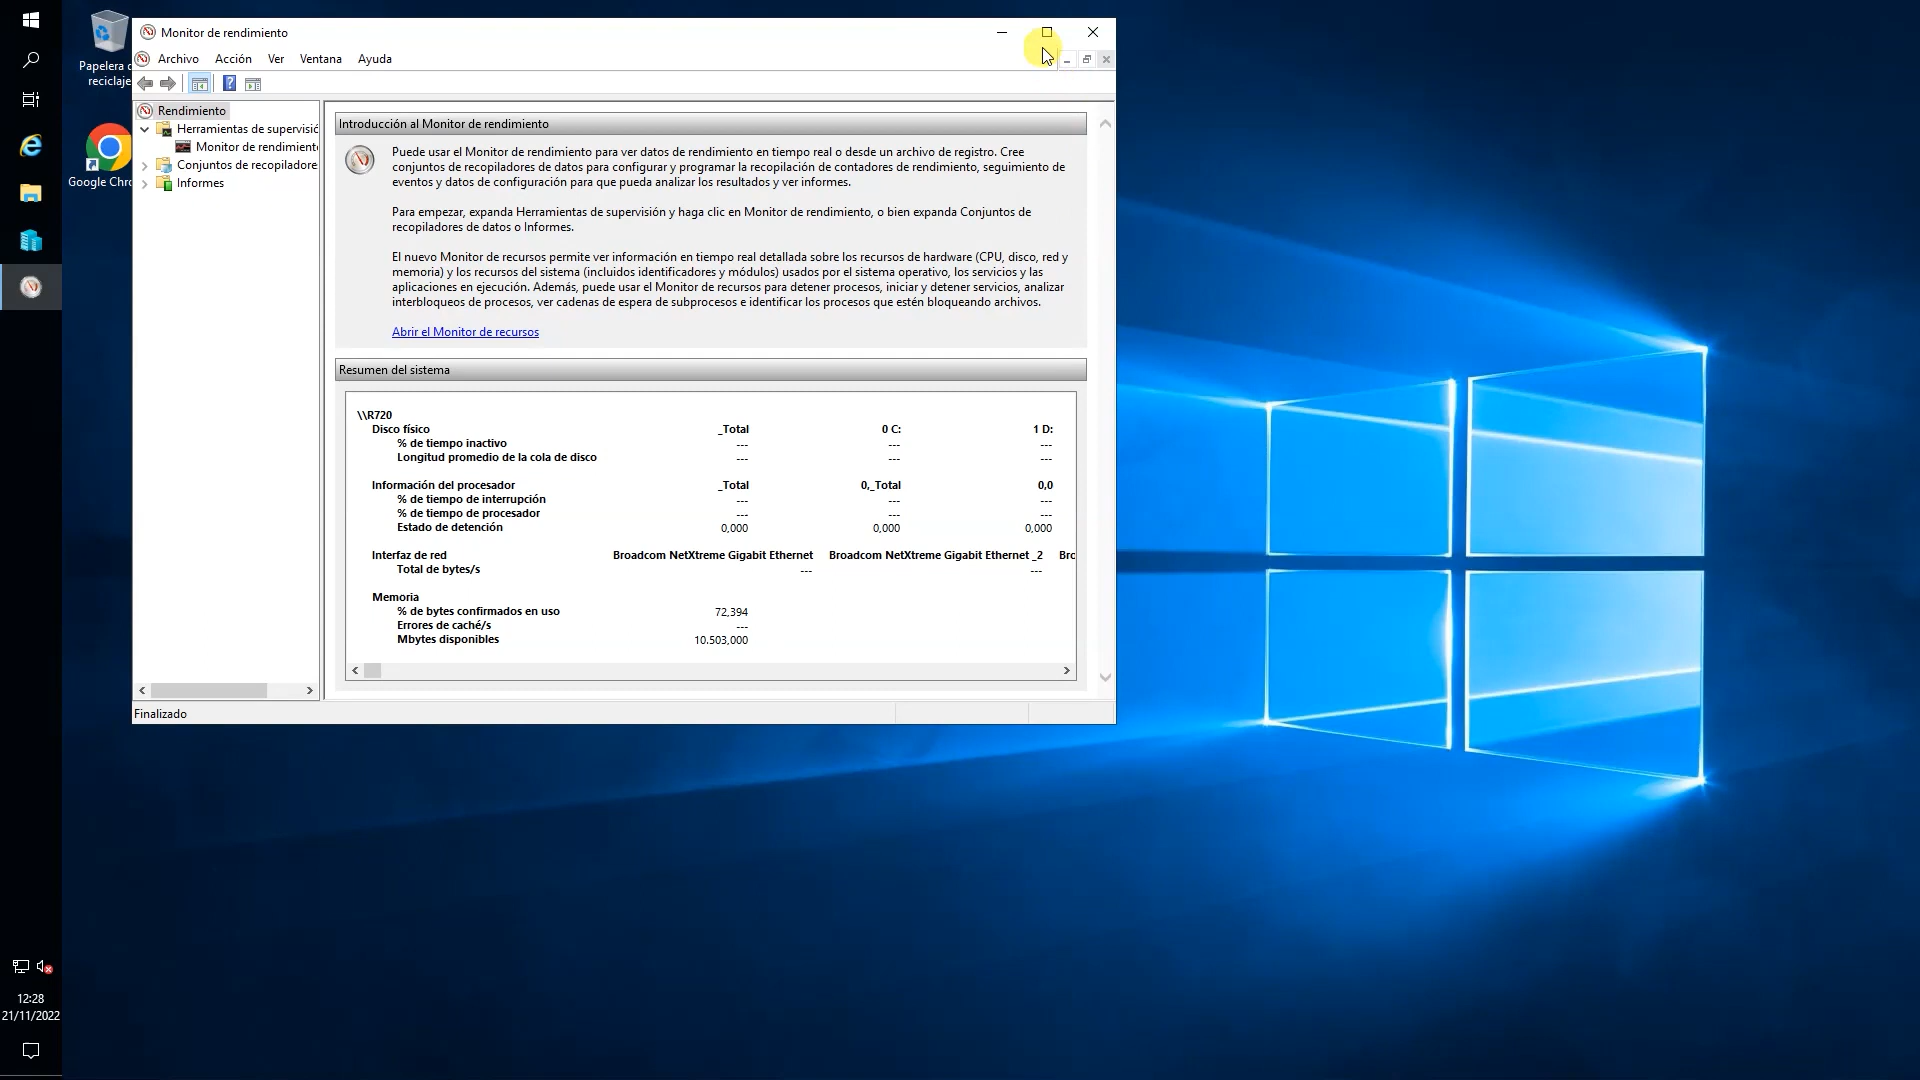 Papelera d
reciclaje
Google Chro
12:28
21/11/2022
Monitor de rendimiento
Archivo Acción Ver Ventana Ayuda
Rendimiento
Herramientas de supervisió
Monitor de rendimiento
Conjuntos de recopiladores
Informes
Introducción al Monitor de rendimiento
Puede usar el Monitor de rendimiento para ver datos de rendimiento en tiempo real o desde un archivo de registro. Cree
conjuntos de recopiladores de datos para configurar y programar la recopilación de contadores de rendimiento, seguimiento de
eventos y datos de configuración para que pueda analizar los resultados y ver informes.
Para empezar, expanda Herramientas de supervisión y haga clic en Monitor de rendimiento, o bien expanda Conjuntos de
recopiladores de datos o Informes.
El nuevo Monitor de recursos permite ver información en tiempo real detallada sobre los recursos de hardware (CPU, disco, red y
memoria) y los recursos del sistema (incluidos identificadores y módulos) usados por el sistema operativo, los servicios y las
aplicaciones en ejecución. Además, puede usar el Monitor de recursos para detener procesos, iniciar y detener servicios, analizar
interbloqueos de procesos, ver cadenas de espera de subprocesos e identificar los procesos que estén bloqueando archivos.
Abrir el Monitor de recursos
Resumen del sistema
\\R720
Disco físico _Total 0 C: 1 D:
% de tiempo inactivo --- --- ---
Longitud promedio de la cola de disco --- --- ---
Información del procesador _Total 0,_Total 0,0
% de tiempo de interrupción --- --- ---
% de tiempo de procesador --- --- ---
Estado de detención 0,000 0,000 0,000
Interfaz de red Broadcom NetXtreme Gigabit Ethernet Broadcom NetXtreme Gigabit Ethernet _2 Brc
Total de bytes/s --- ---
Memoria
% de bytes confirmados en uso 72,394
Errores de caché/s ---
Mbytes disponibles 10.503,000
Finalizado